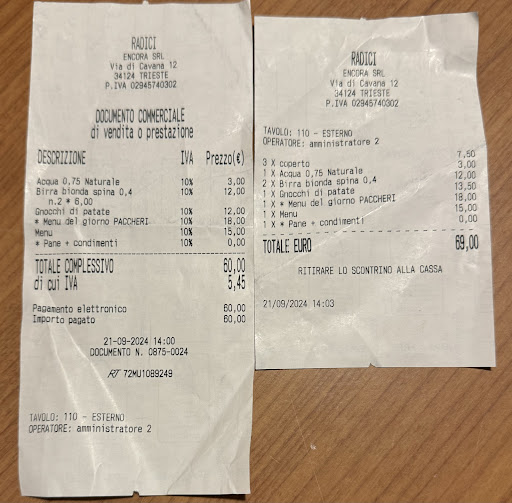 RADICI
ENCORA SRL
Via di Cavana 12
34124 TRIESTE
P.IVA 02945740302
DOCUMENTO COMMERCIALE
di vendita o prestazione
DESCRIZIONE IVA Prezzo(€)
Acqua 0,75 Naturale 10% 3,00
Birra bionda spina 0,4 10% 12,00
n.2 * 6,00
Gnocchi di patate 10% 12,00
* Menu del giorno PACCHERI 10% 18,00
Menu 10% 15,00
* Pane + condimenti 10% 0,00
TOTALE COMPLESSIVO 60,00
di cui IVA 5,45
Pagamento elettronico 60,00
Importo pagato 60,00
21-09-2024 14:00
DOCUMENTO N. 0875-0024
RT 72MU1089249
TAVOLO: 110 - ESTERNO
OPERATORE: amministratore 2
RADICI
ENCORA SRL
Via di Cavana 12
34124 TRIESTE
P.IVA 02945740302
TAVOLO: 110 - ESTERNO
OPERATORE: amministratore 2
3 X coperto 7,50
1 X Acqua 0,75 Naturale 3,00
2 X Birra bionda spina 0,4 12,00
1 X Gnocchi di patate 13,50
1 X * Menu del giorno PACCHERI 18,00
1 X Menu 15,00
1 X * Pane + condimenti 0,00
TOTALE EURO 69,00
RITIRARE LO SCONTRINO ALLA CASSA
21/09/2024 14:03